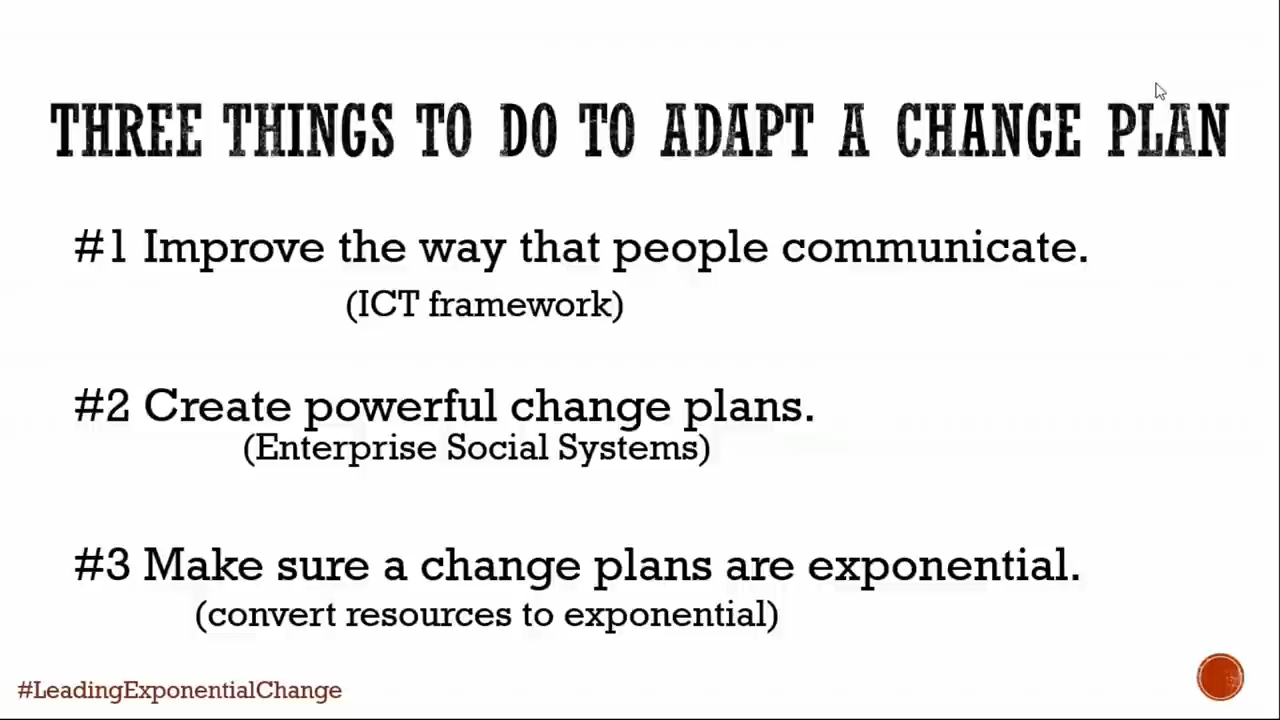 THREE THINGS TO DO TO ADAPT A CHANGE PLAN
#1 Improve the way that people communicate.
(ICT framework)
#2 Create powerful change plans.
(Enterprise Social Systems)
#3 Make sure a change plans are exponential.
(convert resources to exponential)
#LeadingExponentialChange